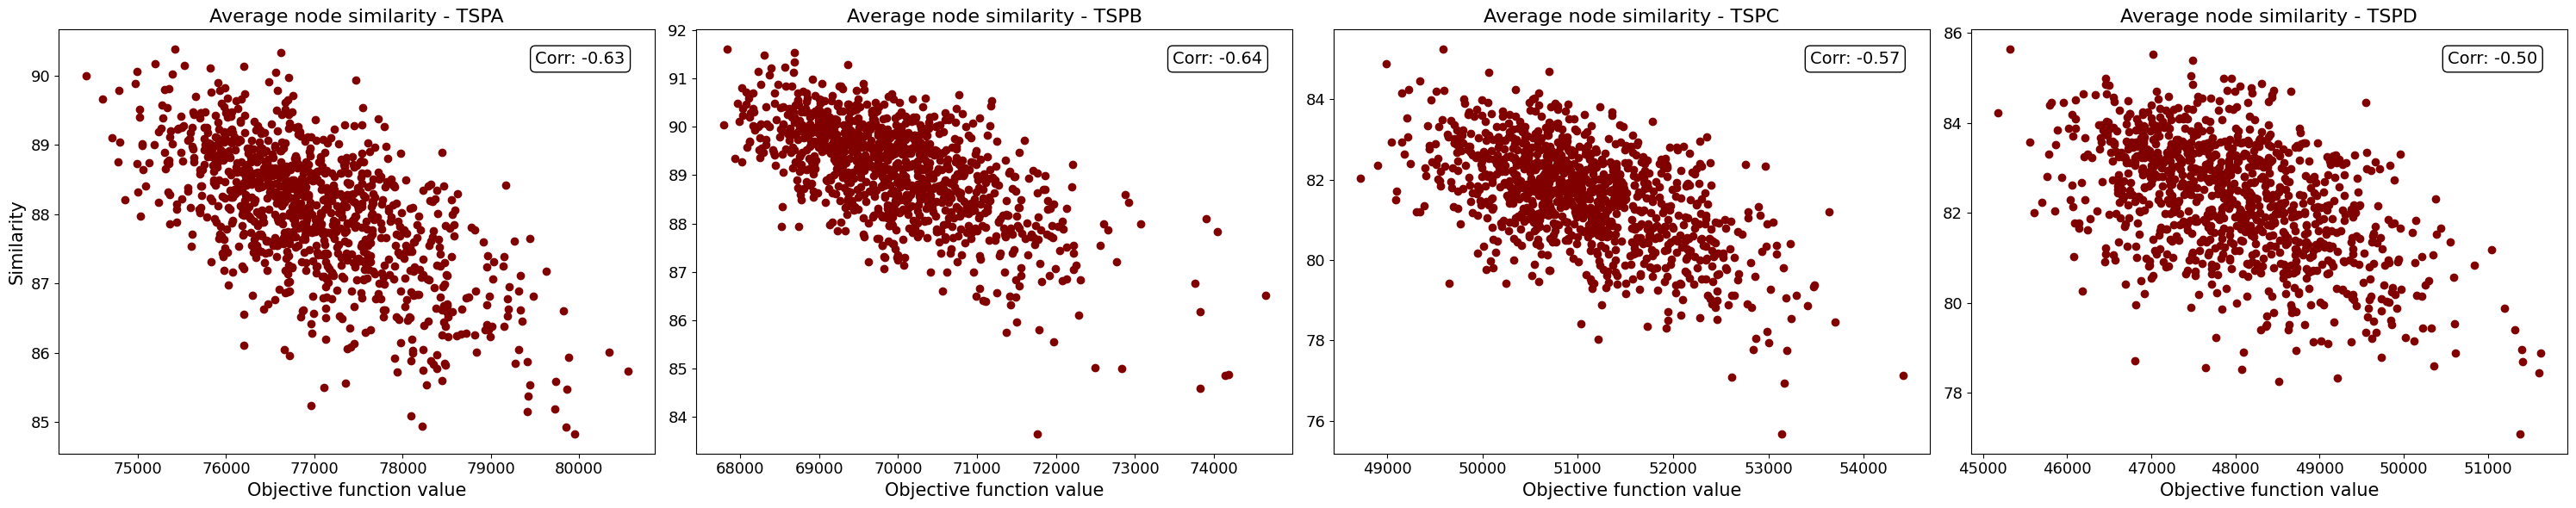 Average node similarity - TSPA
Corr: -0.63
Similarity
90
89
88
87
86
85
75000 76000 77000 78000 79000 80000
Objective function value
Average node similarity - TSPB
Corr: -0.64
92
91
90
89
88
87
86
85
84
68000 69000 70000 71000 72000 73000 74000
Objective function value
Average node similarity - TSPC
Corr: -0.57
84
82
80
78
76
49000 50000 51000 52000 53000 54000
Objective function value
Average node similarity - TSPD
Corr: -0.50
86
84
82
80
78
45000 46000 47000 48000 49000 50000 51000
Objective function value